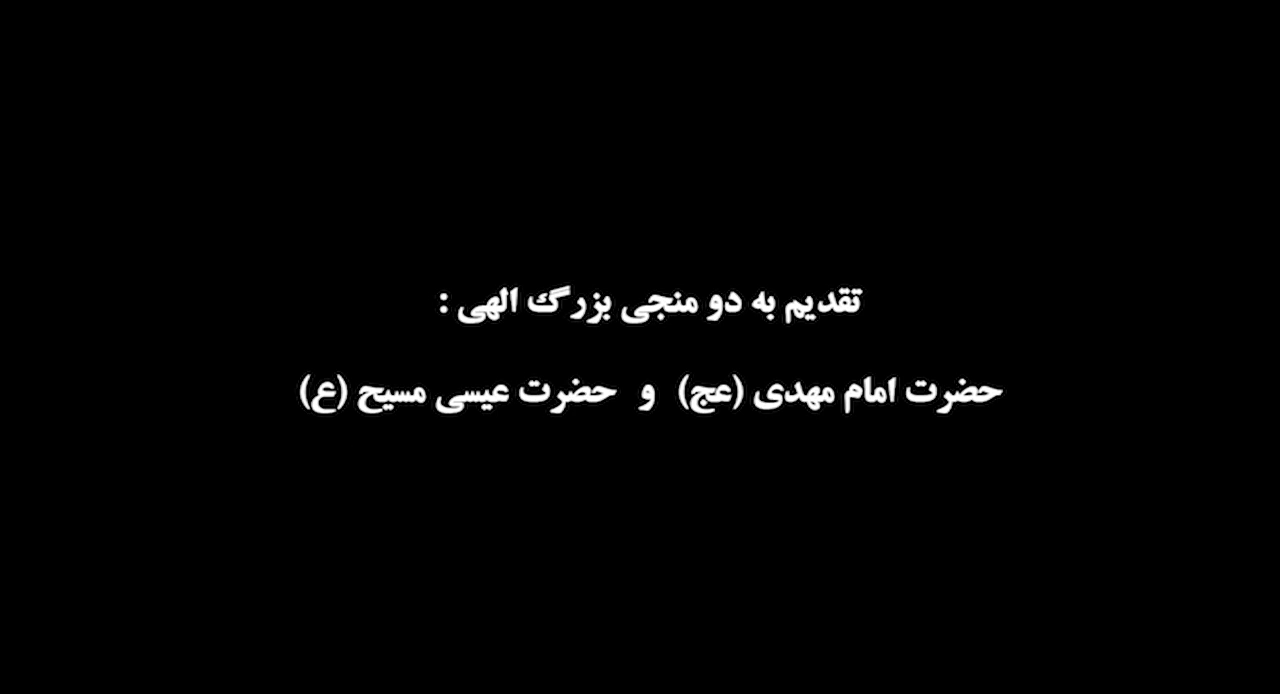 تقدیم به دو منجی بزرگ الهی :
حضرت امام مهدی (عج) و حضرت عیسی مسیح (ع)